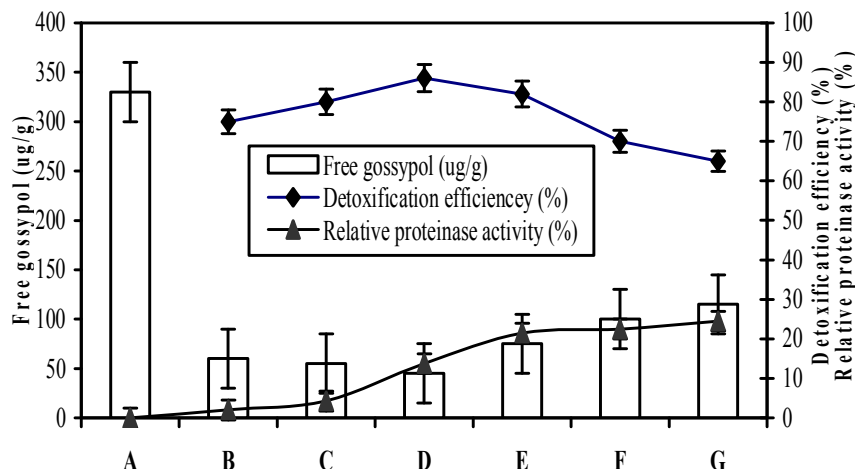 400
350
300
250
200
150
100
50
0
Free gossypol (ug/g)
Free gossypol (ug/g)
Detoxification efficiencey (%)
Relative proteinase activity (%)
A B C D E F G
100
90
80
70
60
50
40
30
20
10
0
Detoxification efficiency (%)
Relative proteinase activity (%)